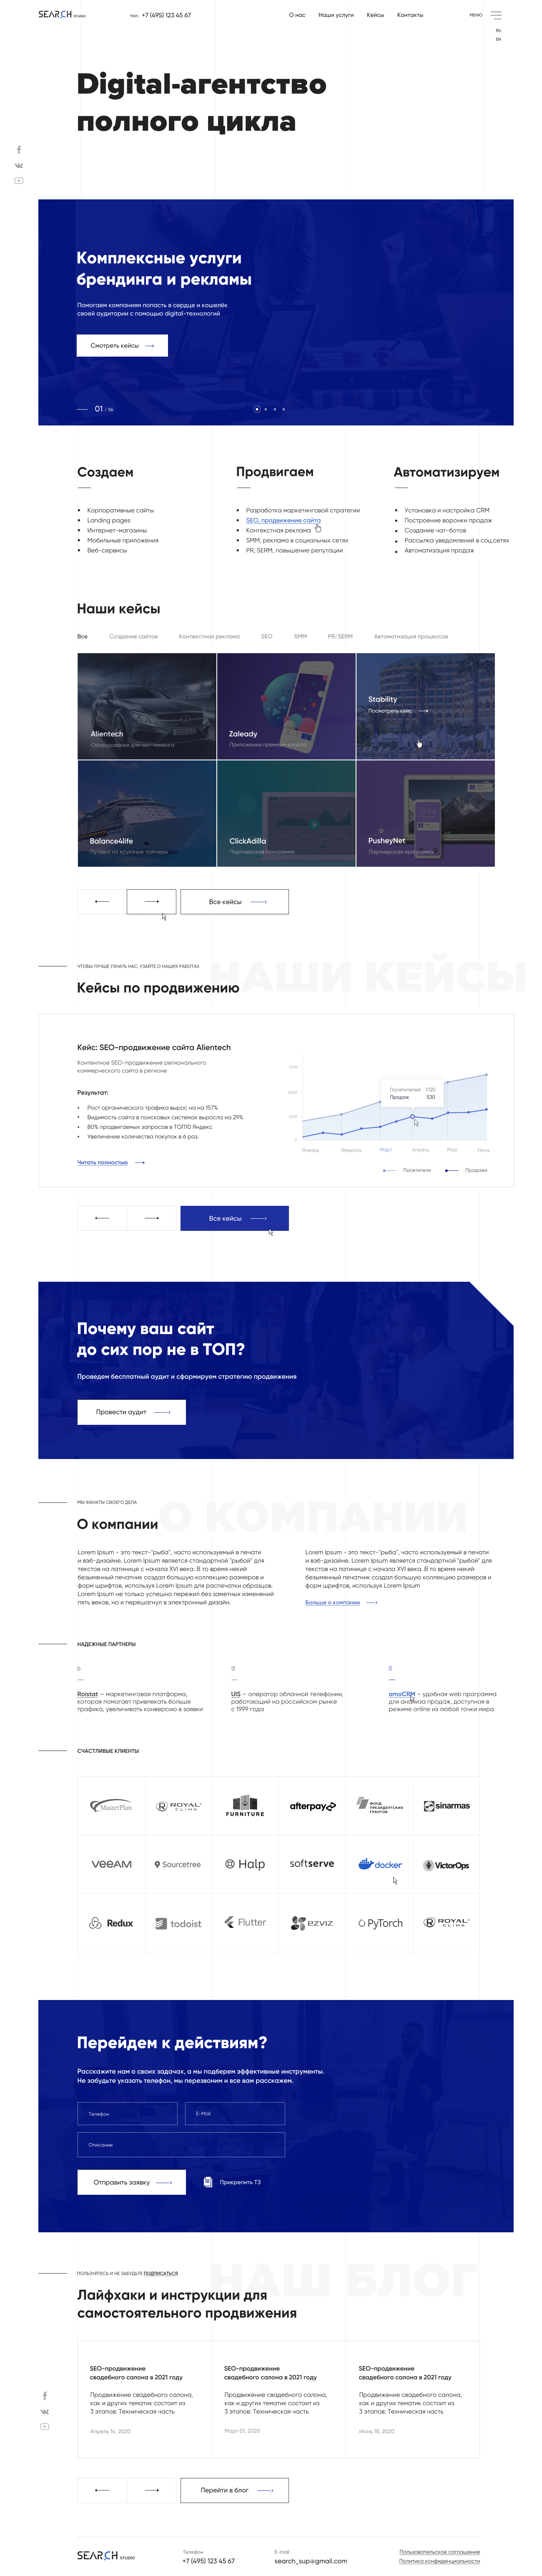 SEARCH STUDIO
тел. +7 (495) 123 45 67
О нас Наши услуги Кейсы Контакты
МЕНЮ
RU
EN
Digital-агентство
полного цикла
Комплексные услуги
брендинга и рекламы
Помогаем компаниям попасть в сердце и кошелёк
своей аудитории с помощью digital-технологий
Смотреть кейсы
01 / 06
Создаем
Корпоративные сайты
Landing pages
Интернет-магазины
Мобильные приложения
Веб-сервисы
Продвигаем
Разработка маркетинговой стратегии
SEO, продвижение сайта
Контекстная реклама
SMM, реклама в социальных сетях
PR, SERM, повышение репутации
Автоматизируем
Установка и настройка CRM
Построение воронки продаж
Создание чат-ботов
Рассылка уведомлений в соц.сетях
Автоматизация продаж
Наши кейсы
Все Создание сайтов Контекстная реклама SEO SMM PR/SERM Автоматизация процессов
Alientech
Оборудования для чип-тюнинга
Zaleady
Приложения премиум-класса
Stability
Посмотреть кейс
Balance4life
Путевки на круизные лайнеры
ClickAdilla
Партнерская программа
PusheyNet
Партнерская программа
Все кейсы
НАШИ КЕЙСЫ
ЧТОБЫ ЛУЧШЕ УЗНАТЬ НАС, УЗАЙТЕ О НАШИХ РАБОТАХ
Кейсы по продвижению
Кейс: SEO-продвижение сайта Alientech
Контентное SEO-продвижение регионального
коммерческого сайта в регионе
Результат:
Рост органического трафика вырос на на 157%
Видимость сайта в поисковых системах выросла на 29%
80% продвигаемых запросов в ТОП10 Яндекс
Увеличение количества покупок в 6 раз.
Читать полностью
Посетителей 1720
Продаж 530
Январь Февраль Март Апрель Май Июнь
Посетители Продажи
Все кейсы
Почему ваш сайт
до сих пор не в ТОП?
Проведем бесплатный аудит и сформируем стратегию продвижения
Провести аудит
О КОМПАНИИ
МЫ ФАНАТЫ СВОЕГО ДЕЛА
О компании
Lorem Ipsum - это текст-"рыба", часто используемый в печати
и вэб-дизайне. Lorem Ipsum является стандартной "рыбой" для
текстов на латинице с начала XVI века. В то время некий
безымянный печатник создал большую коллекцию размеров и
форм шрифтов, используя Lorem Ipsum для распечатки образцов.
Lorem Ipsum не только успешно пережил без заметных изменений
пять веков, но и перешагнул в электронный дизайн.
Lorem Ipsum - это текст-"рыба", часто используемый в печати
и вэб-дизайне. Lorem Ipsum является стандартной "рыбой" для
текстов на латинице с начала XVI века. В то время некий
безымянный печатник создал большую коллекцию размеров и
форм шрифтов, используя Lorem Ipsum
Больше о компании
НАДЕЖНЫЕ ПАРТНЕРЫ
Roistat — маркетинговая платформа,
которая помогает привлекать больше
трафика, увеличивать конверсию в заявки
UIS — оператор облачной телефонии,
работающий на российском рынке
с 1999 года
amoCRM – удобная web программа
для анализа продаж, доступная в
режиме online из любой точки мира
СЧАСТЛИВЫЕ КЛИЕНТЫ
MasterPlan
ROYAL CLIMA
FURNITURE
afterpay
ФОНД
ПРЕЗИДЕНТСКИХ
ГРАНТОВ
sinarmas
veeam
Sourcetree
Halp
softserve
docker
VictorOps
Redux
todoist
Flutter
ezviz
PyTorch
ROYAL CLIMA
Перейдем к действиям?
Расскажите нам о своих задачах, а мы подберем эффективные инструменты.
Не забудьте указать телефон, мы перезвоним и все вам расскажем.
Телефон
E-Mail
Описание
Отправить заявку
Прикрепить ТЗ
НАШ БЛОГ
ПОЛЬЗУЙТЕСЬ И НЕ ЗАБУДЬТЕ ПОДПИСАТЬСЯ
Лайфхаки и инструкции для
самостоятельного продвижения
SEO-продвижение
свадебного салона в 2021 году
Продвижение свадебного салона,
как и других тематик состоит из
3 этапов: Техническая часть
Апрель 14, 2020
SEO-продвижение
свадебного салона в 2021 году
Продвижение свадебного салона,
как и других тематик состоит из
3 этапов: Техническая часть
Март 01, 2020
SEO-продвижение
свадебного салона в 2021 году
Продвижение свадебного салона,
как и других тематик состоит из
3 этапов: Техническая часть
Июнь 18, 2020
Перейти в блог
SEARCH STUDIO
Телефон
+7 (495) 123 45 67
E-mail
search_sup@gmail.com
Пользовательское соглашение
Политика конфиденциальности